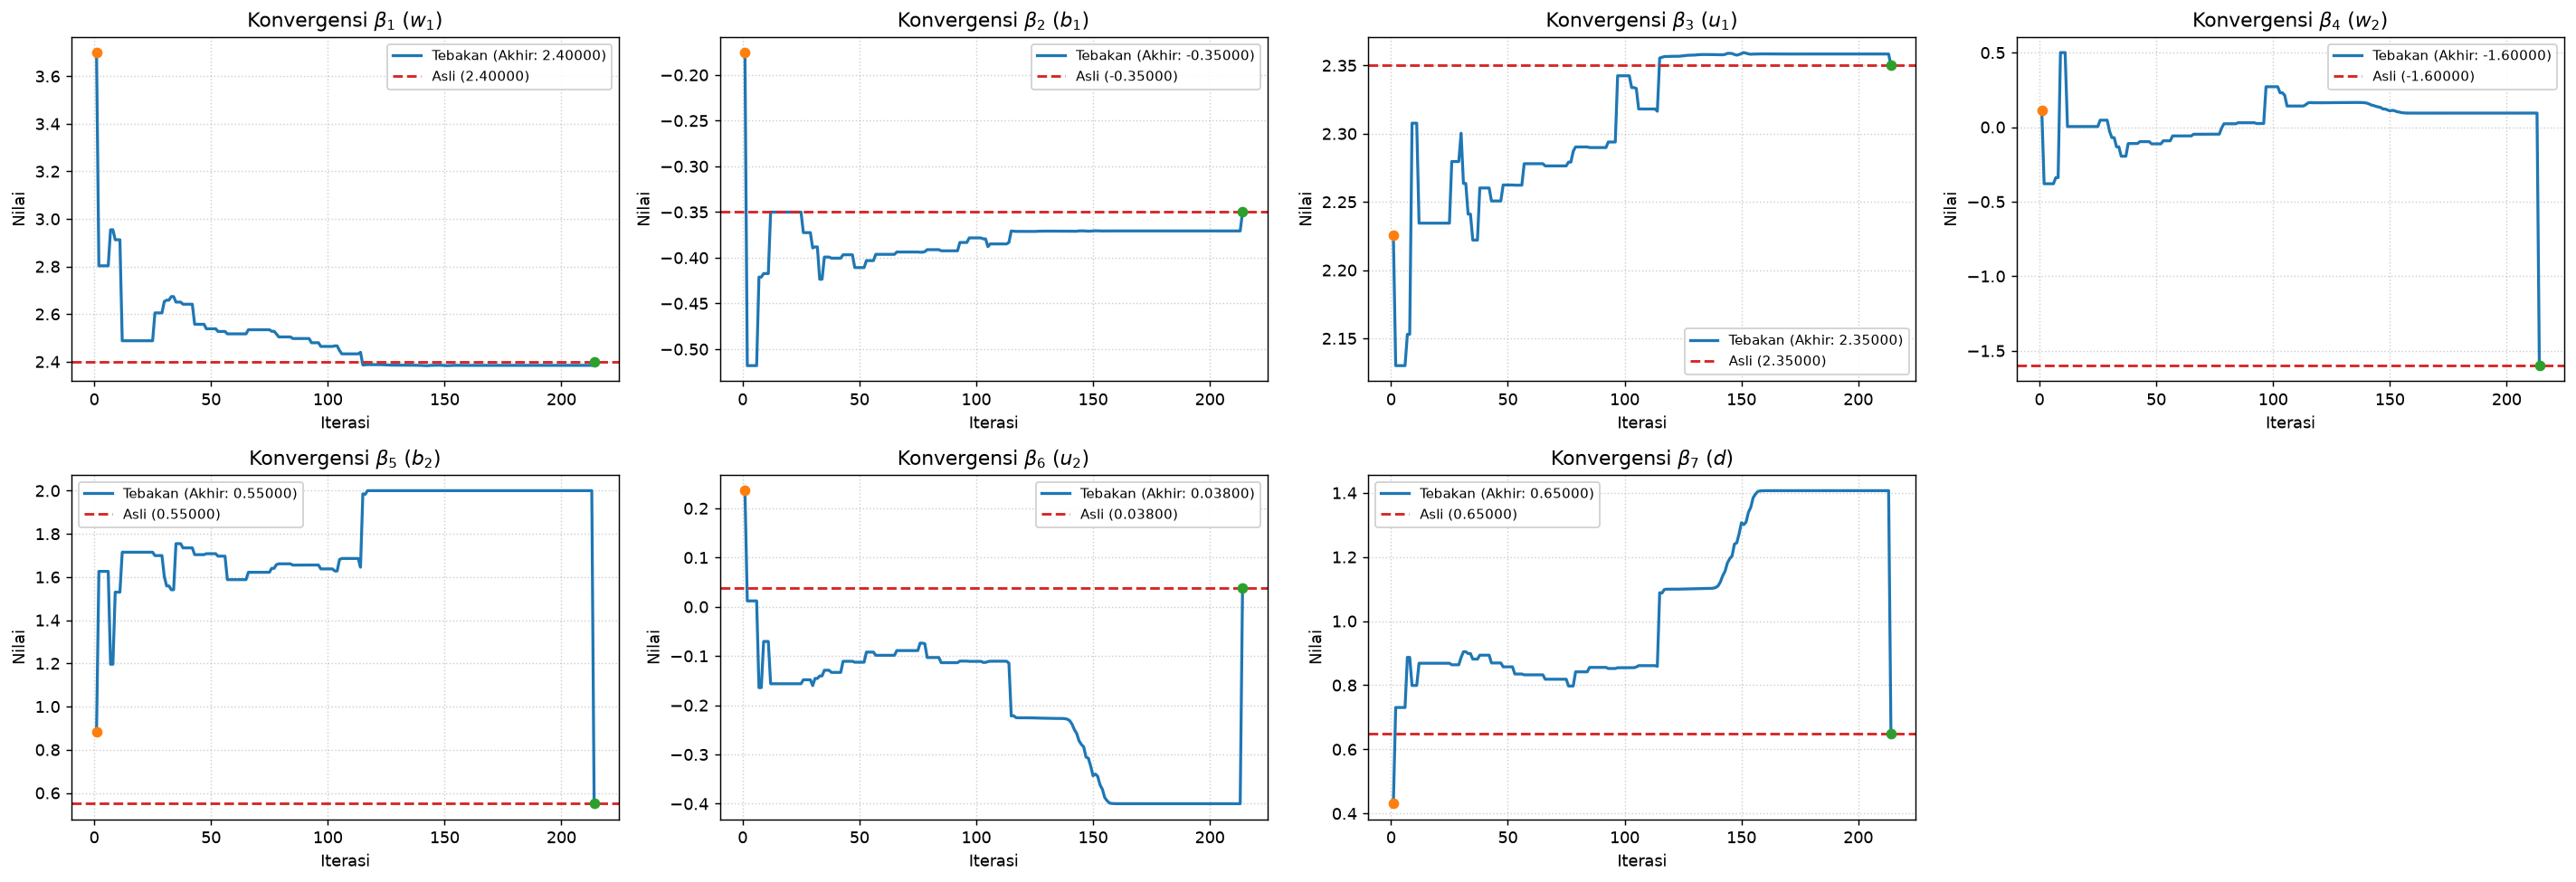 Konvergensi β₁ (w₁)
Nilai
3.6
3.4
3.2
3.0
2.8
2.6
2.4
Tebakan (Akhir: 2.40000)
Asli (2.40000)
0 50 100 150 200
Iterasi
Konvergensi β₂ (b₁)
Nilai
−0.20
−0.25
−0.30
−0.35
−0.40
−0.45
−0.50
Tebakan (Akhir: -0.35000)
Asli (-0.35000)
0 50 100 150 200
Iterasi
Konvergensi β₃ (u₁)
Nilai
2.35
2.30
2.25
2.20
2.15
Tebakan (Akhir: 2.35000)
Asli (2.35000)
0 50 100 150 200
Iterasi
Konvergensi β₄ (w₂)
Nilai
0.5
0.0
−0.5
−1.0
−1.5
Tebakan (Akhir: -1.60000)
Asli (-1.60000)
0 50 100 150 200
Iterasi
Konvergensi β₅ (b₂)
Nilai
2.0
1.8
1.6
1.4
1.2
1.0
0.8
0.6
Tebakan (Akhir: 0.55000)
Asli (0.55000)
0 50 100 150 200
Iterasi
Konvergensi β₆ (u₂)
Nilai
0.2
0.1
0.0
−0.1
−0.2
−0.3
−0.4
Tebakan (Akhir: 0.03800)
Asli (0.03800)
0 50 100 150 200
Iterasi
Konvergensi β₇ (d)
Nilai
1.4
1.2
1.0
0.8
0.6
0.4
Tebakan (Akhir: 0.65000)
Asli (0.65000)
0 50 100 150 200
Iterasi